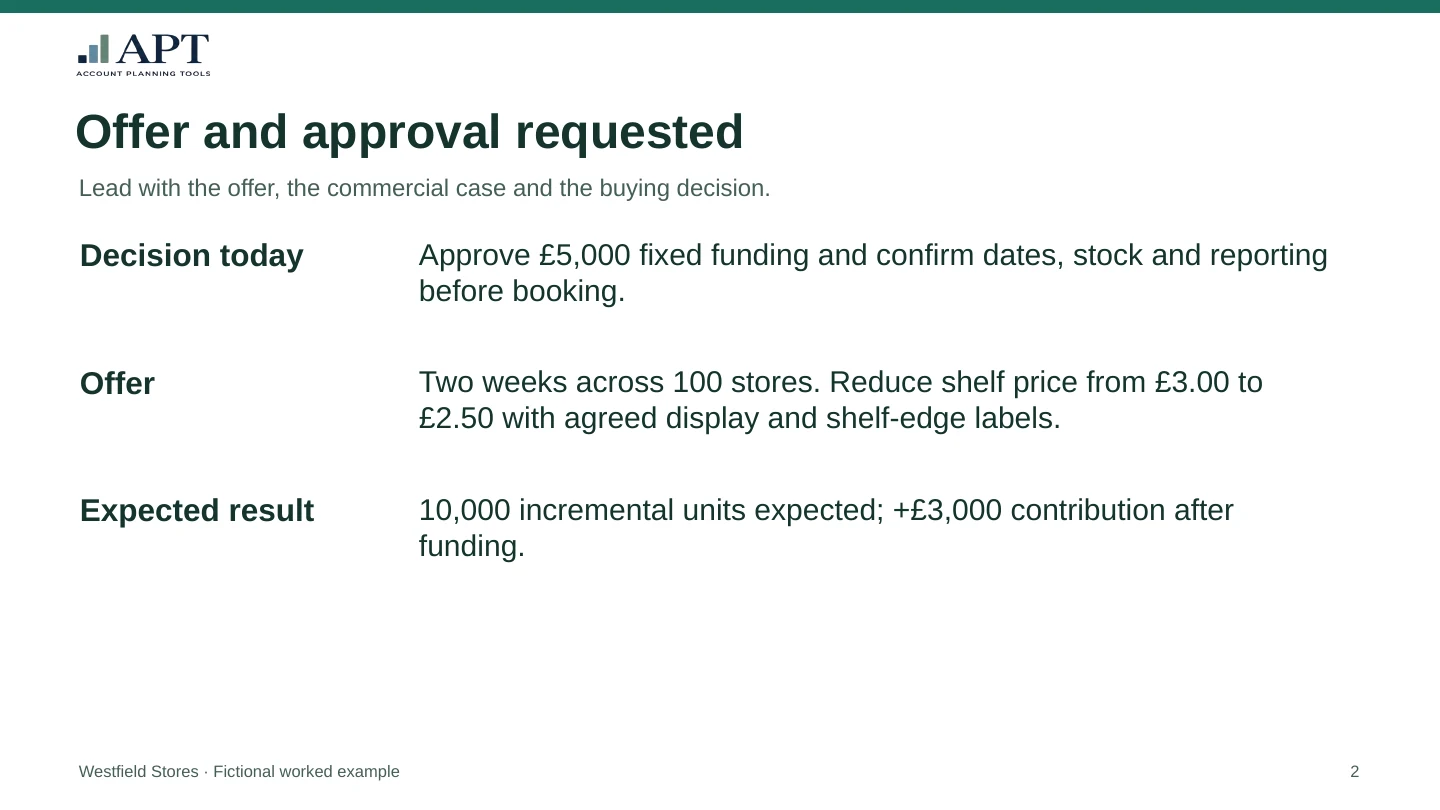 APT
ACCOUNT PLANNING TOOLS
Offer and approval requested
Lead with the offer, the commercial case and the buying decision.
Decision today
Approve £5,000 fixed funding and confirm dates, stock and reporting
before booking.
Offer
Two weeks across 100 stores. Reduce shelf price from £3.00 to
£2.50 with agreed display and shelf-edge labels.
Expected result
10,000 incremental units expected; +£3,000 contribution after
funding.
Westfield Stores · Fictional worked example
2